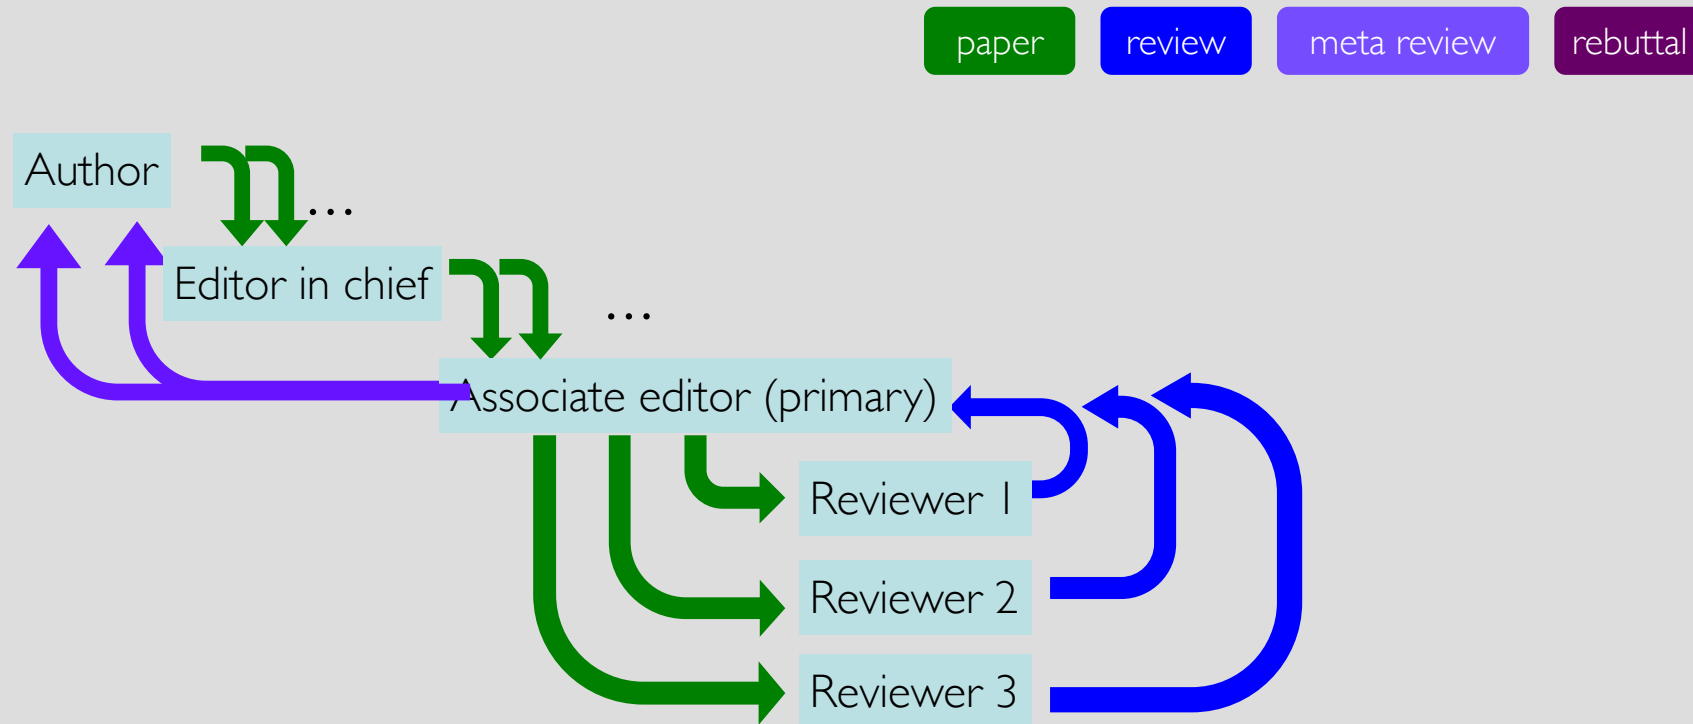 paper
review
meta review
rebuttal
Author
...
Editor in chief
...
Associate editor (primary)
Reviewer 1
Reviewer 2
Reviewer 3